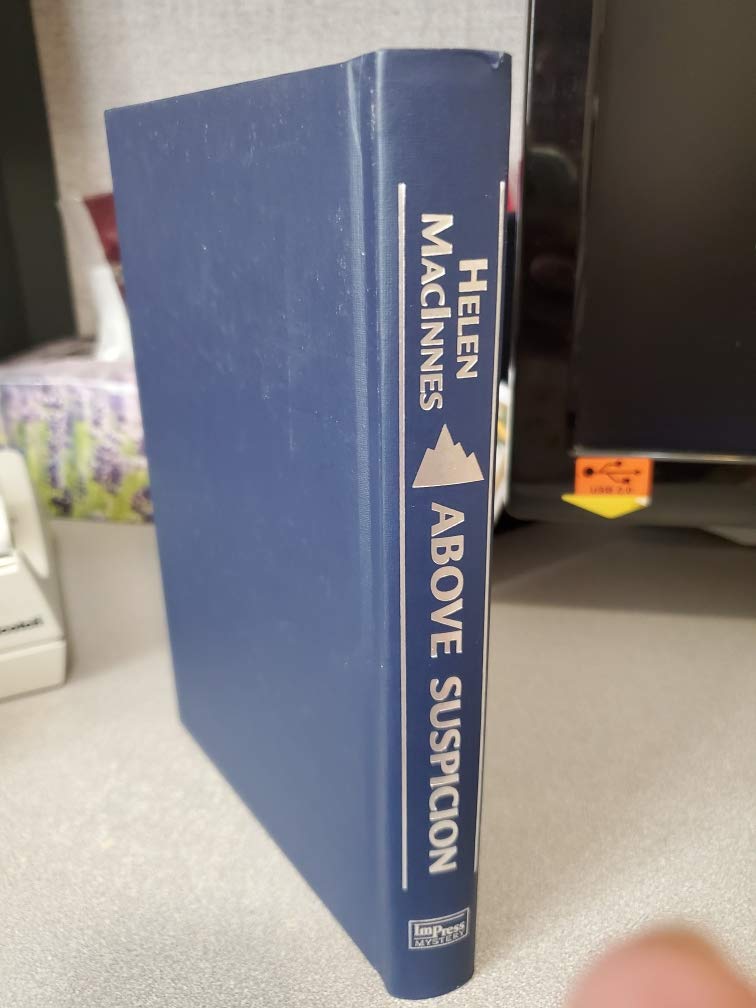 HELEN
MACINNES
ABOVE SUSPICION
ImPress
MYSTERY
USB 2.0